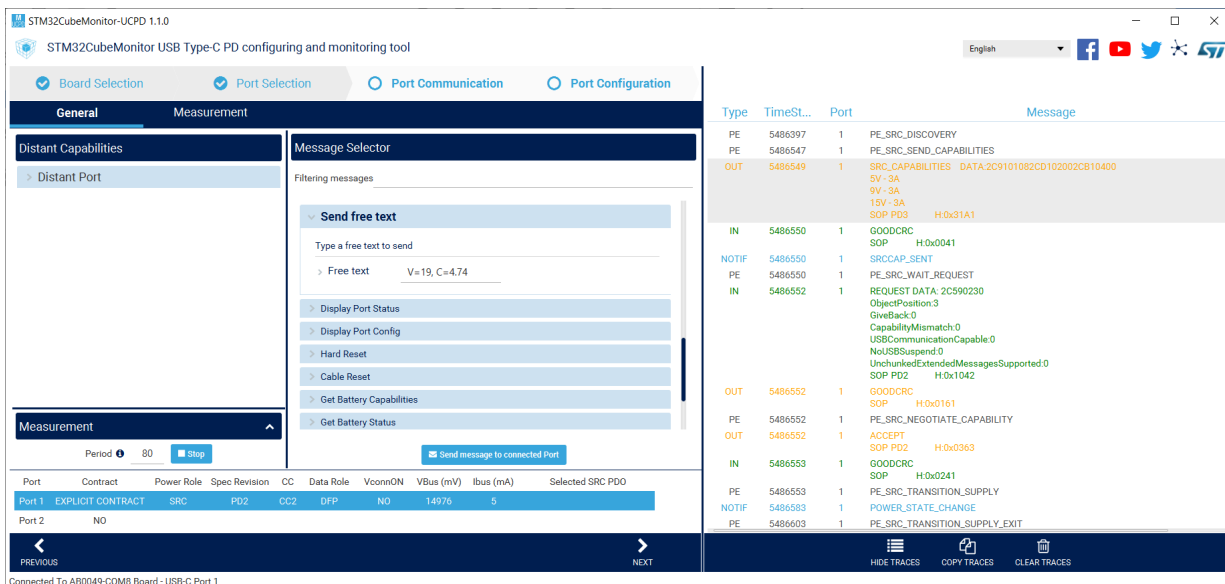 STM32CubeMonitor-UCPD 1.1.0
STM32CubeMonitor USB Type-C PD configuring and monitoring tool
English
Board Selection
Port Selection
Port Communication
Port Configuration
General
Measurement
Distant Capabilities
Distant Port
Message Selector
Filtering messages
Send free text
Type a free text to send
Free text V=19, C=4.74
Display Port Status
Display Port Config
Hard Reset
Cable Reset
Get Battery Capabilities
Get Battery Status
Send message to connected Port
Measurement
Period 80 Stop
Port Contract Power Role Spec Revision CC Data Role VconnON VBus (mV) Ibus (mA) Selected SRC PDO
Port 1 EXPLICIT CONTRACT SRC PD2 CC2 DFP NO 14976 5
Port 2 NO
PREVIOUS
NEXT
Type TimeSt... Port Message
PE 5486397 1 PE_SRC_DISCOVERY
PE 5486547 1 PE_SRC_SEND_CAPABILITIES
OUT 5486549 1 SRC_CAPABILITIES DATA:2C9101082CD102002CB10400
5V - 3A
9V - 3A
15V - 3A
SOP PD3 H:0x31A1
IN 5486550 1 GOODCRC
SOP H:0x0041
NOTIF 5486550 1 SRCCAP_SENT
PE 5486550 1 PE_SRC_WAIT_REQUEST
IN 5486552 1 REQUEST DATA: 2C590230
ObjectPosition:3
GiveBack:0
CapabilityMismatch:0
USBCommunicationCapable:0
NoUSBSuspend:0
UnchunkedExtendedMessagesSupported:0
SOP PD2 H:0x1042
OUT 5486552 1 GOODCRC
SOP H:0x0161
PE 5486552 1 PE_SRC_NEGOTIATE_CAPABILITY
OUT 5486552 1 ACCEPT
SOP PD2 H:0x0363
IN 5486553 1 GOODCRC
SOP H:0x0241
PE 5486553 1 PE_SRC_TRANSITION_SUPPLY
NOTIF 5486583 1 POWER_STATE_CHANGE
PE 5486603 1 PE_SRC_TRANSITION_SUPPLY_EXIT
HIDE TRACES
COPY TRACES
CLEAR TRACES
Connected To AB0049-COM8 Board - USB-C Port 1